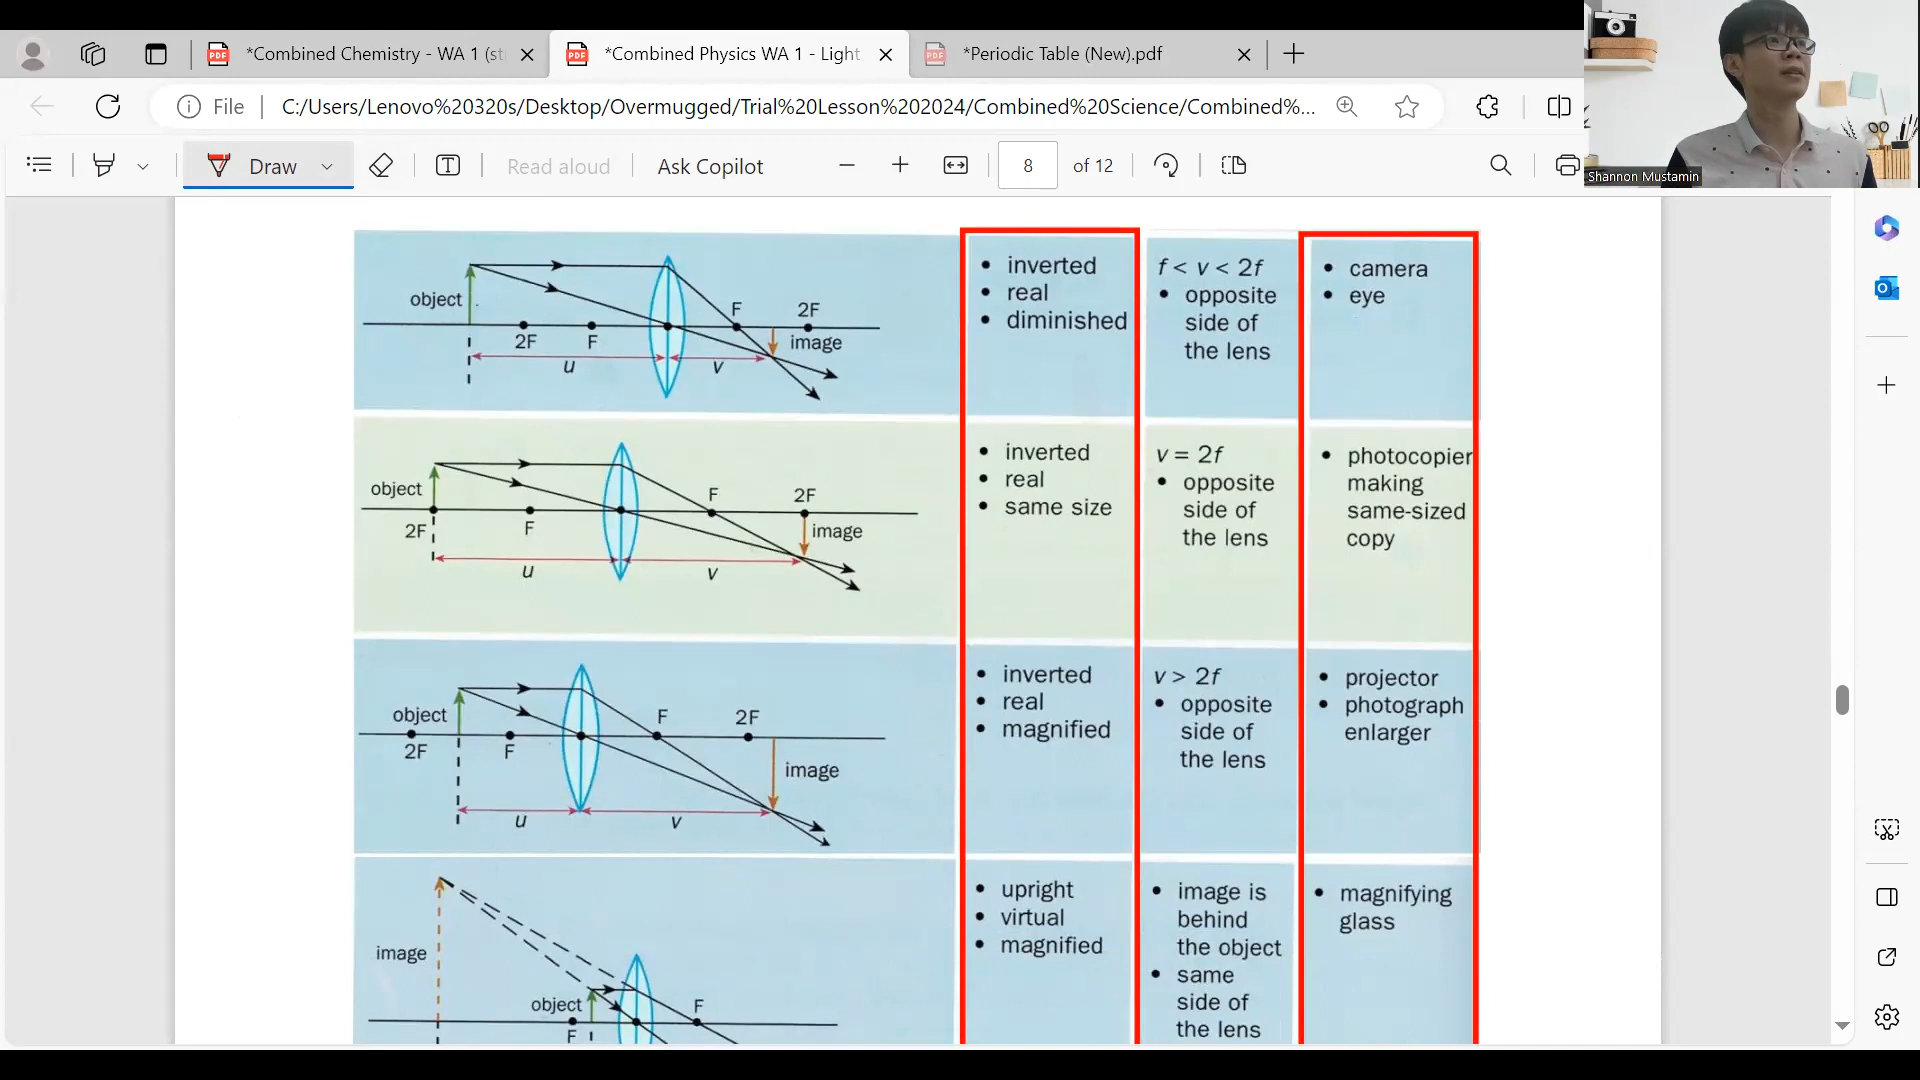 *Combined Chemistry - WA 1 (st
*Combined Physics WA 1 - Light
*Periodic Table (New).pdf
File
C:/Users/Lenovo%20320s/Desktop/Overmugged/Trial%20Lesson%202024/Combined%20Science/Combined%...
Draw
Read aloud
Ask Copilot
8
of 12
Shannon Mustamin
object
2F
F
F
2F
image
u
v
• inverted
• real
• diminished
f < v < 2f
• opposite
side of
the lens
• camera
• eye
object
2F
F
F
2F
image
u
v
• inverted
• real
• same size
v = 2f
• opposite
side of
the lens
• photocopier
making
same-sized
copy
object
2F
F
F
2F
image
u
v
• inverted
• real
• magnified
v > 2f
• opposite
side of
the lens
• projector
• photograph
enlarger
image
object
F
F
• upright
• virtual
• magnified
• image is
behind
the object
• same
side of
the lens
• magnifying
glass